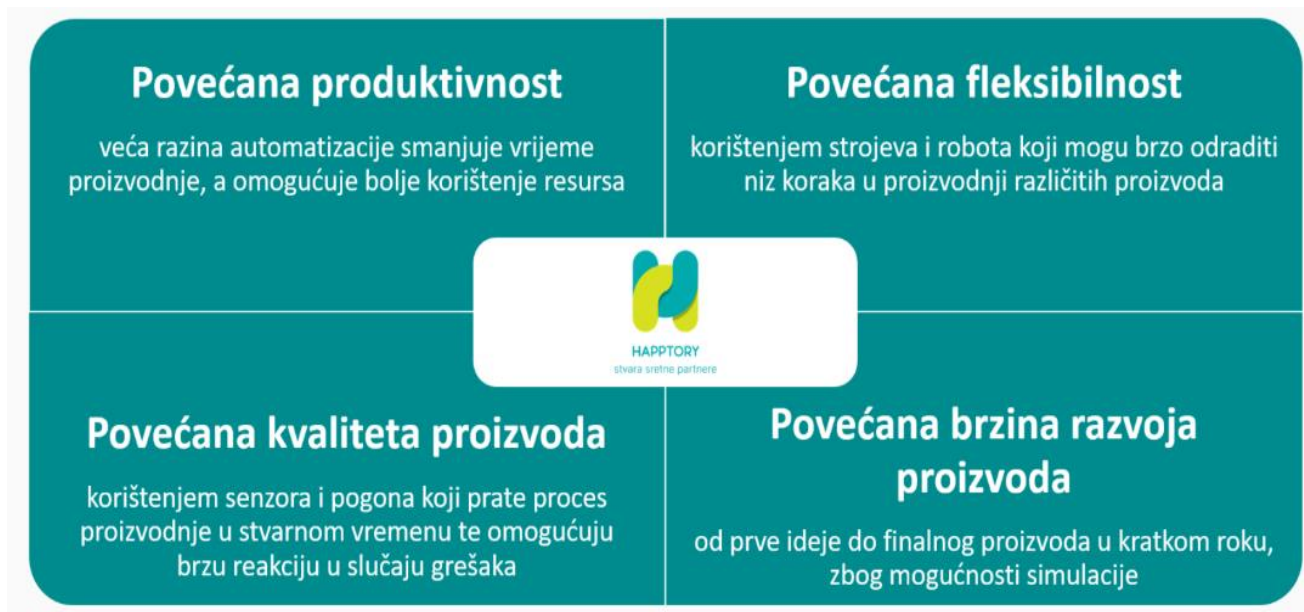 Povećana produktivnost
veća razina automatizacije smanjuje vrijeme
proizvodnje, a omogućuje bolje korištenje resursa
Povećana fleksibilnost
korištenjem strojeva i robota koji mogu brzo odraditi
niz koraka u proizvodnji različitih proizvoda
HAPPTORY
stvara sretne partnere
Povećana kvaliteta proizvoda
korištenjem senzora i pogona koji prate proces
proizvodnje u stvarnom vremenu te omogućuju
brzu reakciju u slučaju grešaka
Povećana brzina razvoja
proizvoda
od prve ideje do finalnog proizvoda u kratkom roku,
zbog mogućnosti simulacije